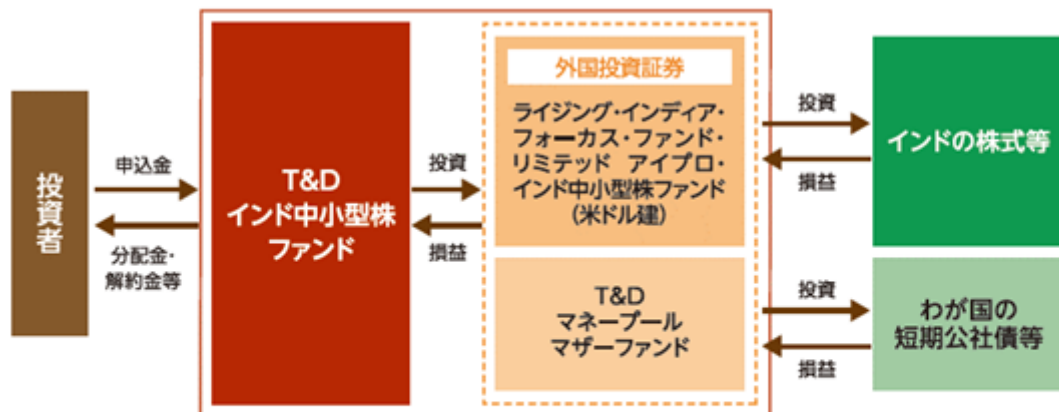 投資者
申込金
分配金・
解約金等
T&D
インド中小型株
ファンド
投資
損益
外国投資証券
ライジング・インディア・
フォーカス・ファンド・
リミテッド アイプロ・
インド中小型株ファンド
(米ドル建)
T&D
マネープール
マザーファンド
投資
損益
インドの株式等
投資
損益
わが国の
短期公社債等